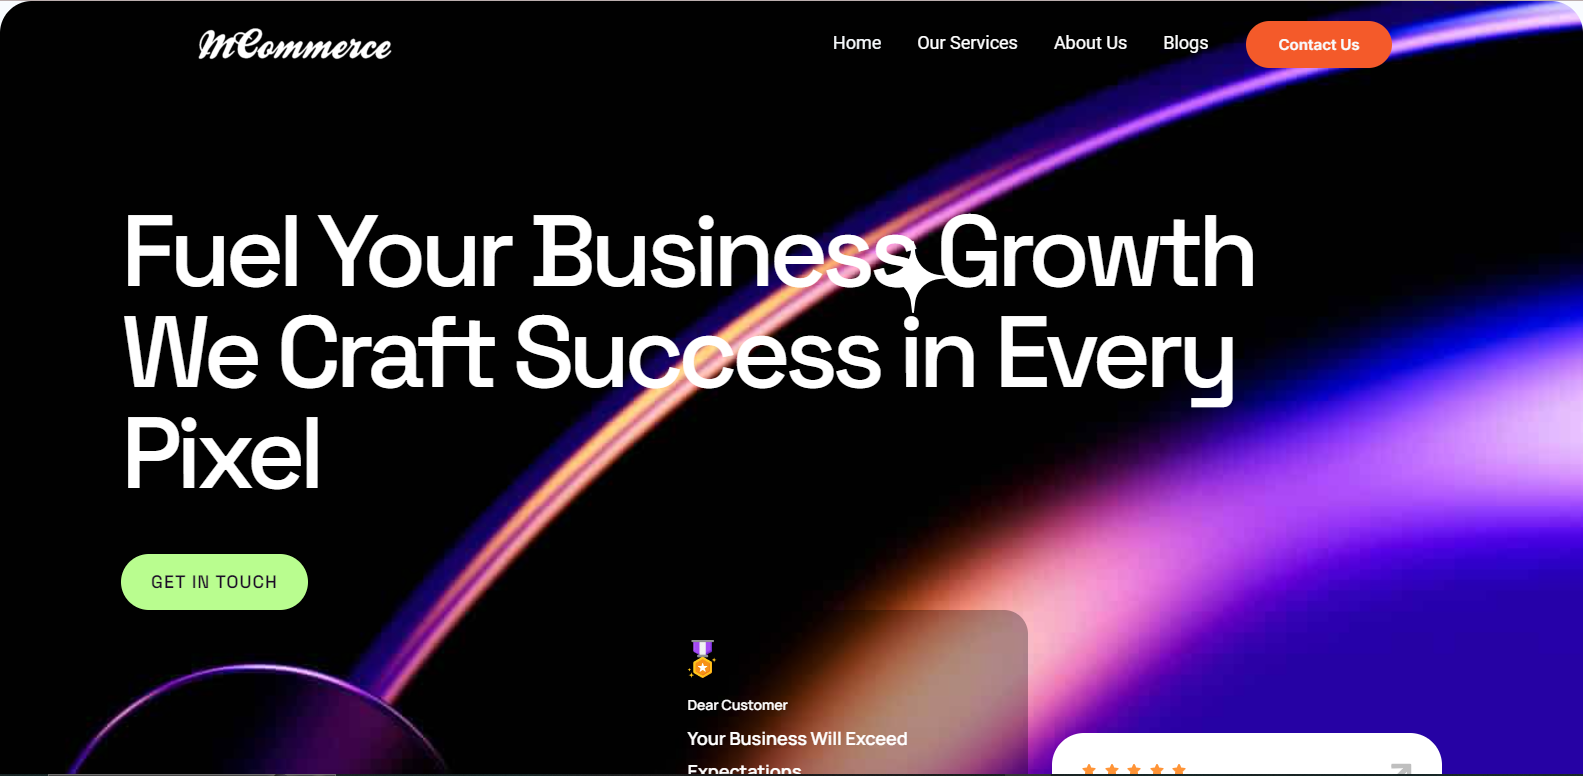 MCommerce
Home
Our Services
About Us
Blogs
Contact Us
Fuel Your Business Growth
We Craft Success in Every
Pixel
GET IN TOUCH
Dear Customer
Your Business Will Exceed
Expectations